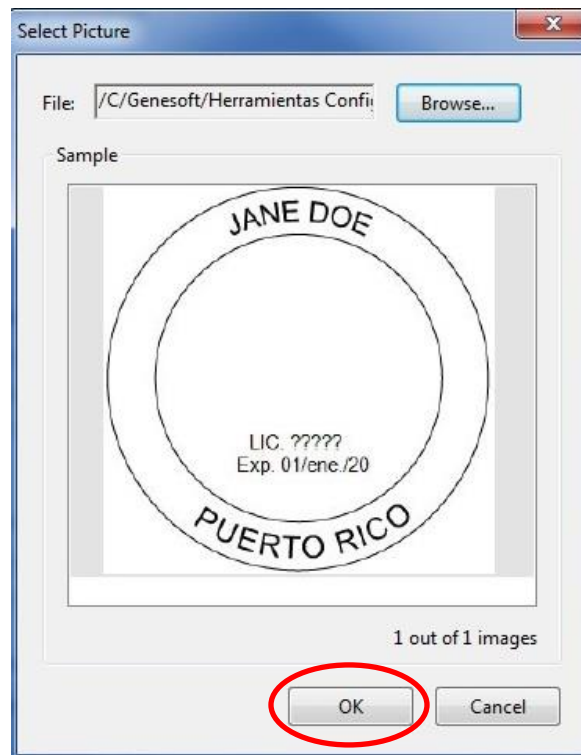 Select Picture
File: /C/Genesoft/Herramientas Confi
Browse...
Sample
JANE DOE
LIC. ?????
Exp. 01/ene./20
PUERTO RICO
1 out of 1 images
OK
Cancel